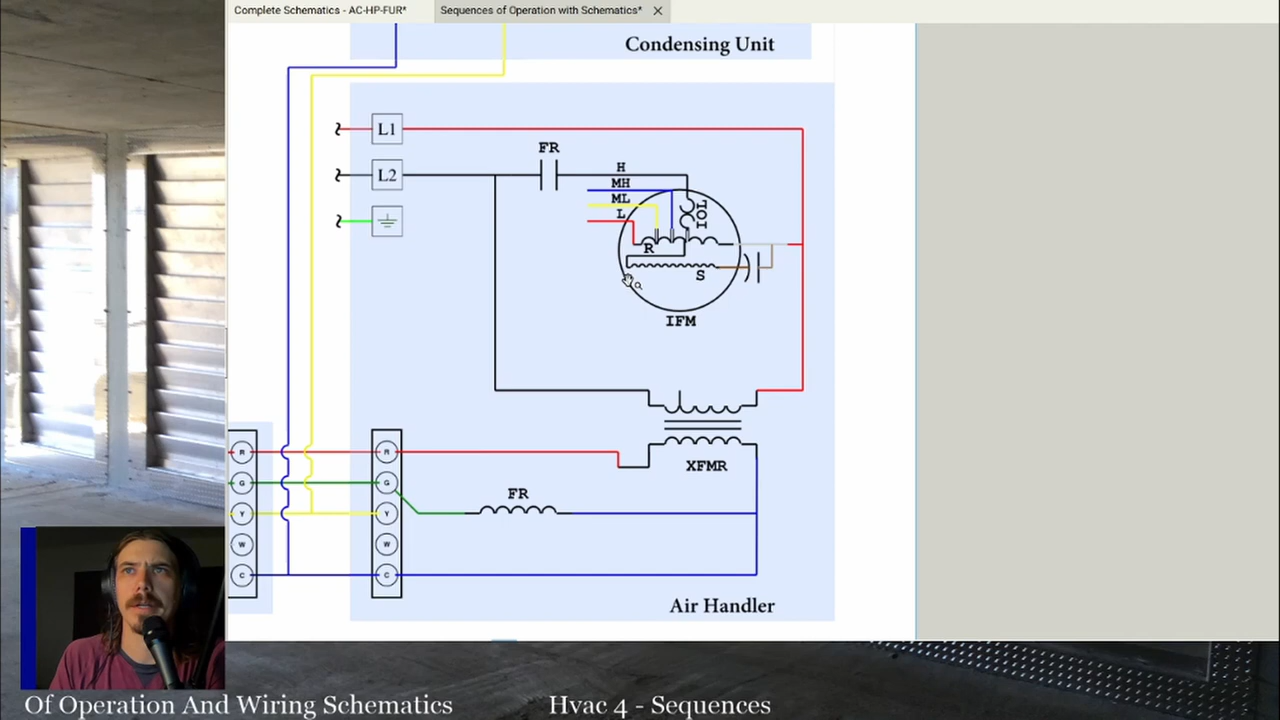 Complete Schematics - AC-HP-FUR*
Sequences of Operation with Schematics*
Condensing Unit
L1
FR
L2
H
MH
ML
L
IOL
R
S
IFM
R
R
G
G
XFMR
FR
Y
Y
W
W
C
C
Air Handler
Of Operation And Wiring Schematics
Hvac 4 - Sequences